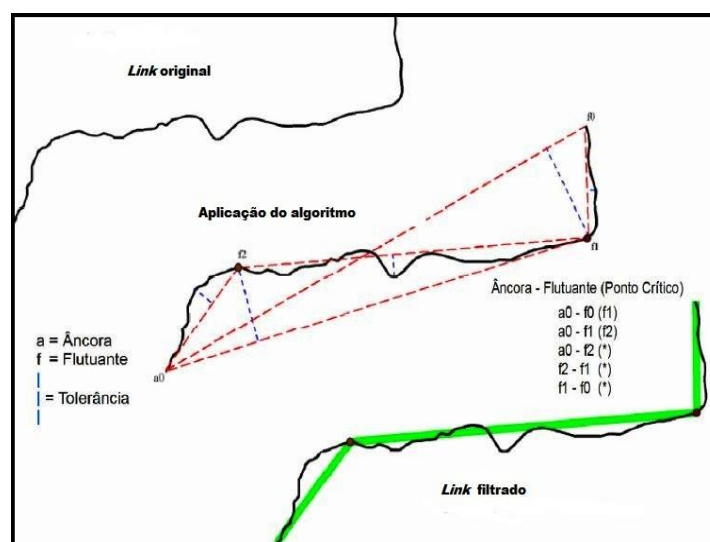 Link original
f0
Aplicação do algoritmo
f2
f1
Âncora - Flutuante (Ponto Crítico)
a0 - f0 (f1)
a0 - f1 (f2)
a0 - f2 (*)
f2 - f1 (*)
f1 - f0 (*)
a = Âncora
f = Flutuante
= Tolerância
a0
Link filtrado